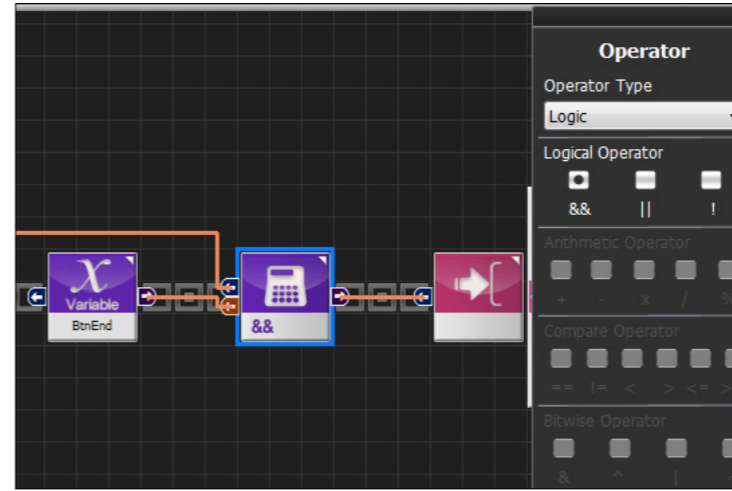 Operator
Operator Type
Logic
Logical Operator
&& || !
Arithmetic Operator
+ - x / %
Compare Operator
== != < > <= >
Bitwise Operator
& ^ |
X
Variable
BtnEnd
&&